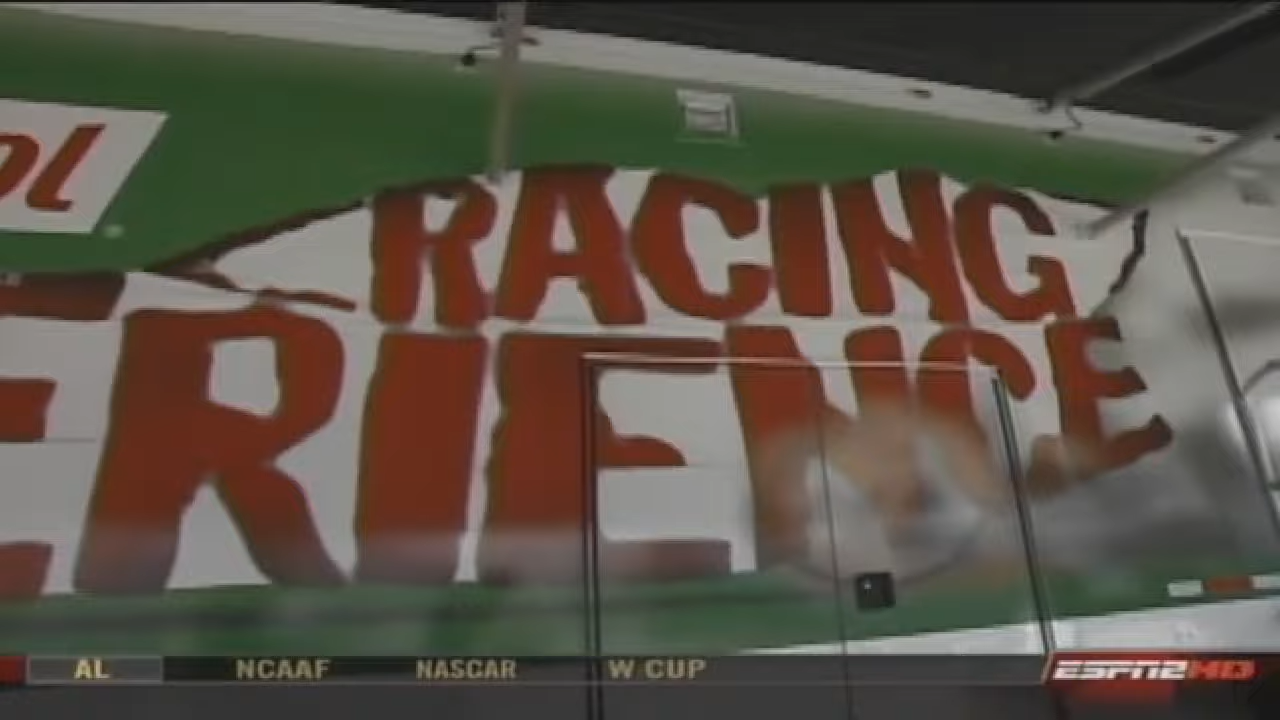 ol
RACING
ERIENCE
AL NCAAF NASCAR W CUP ESPN2HD